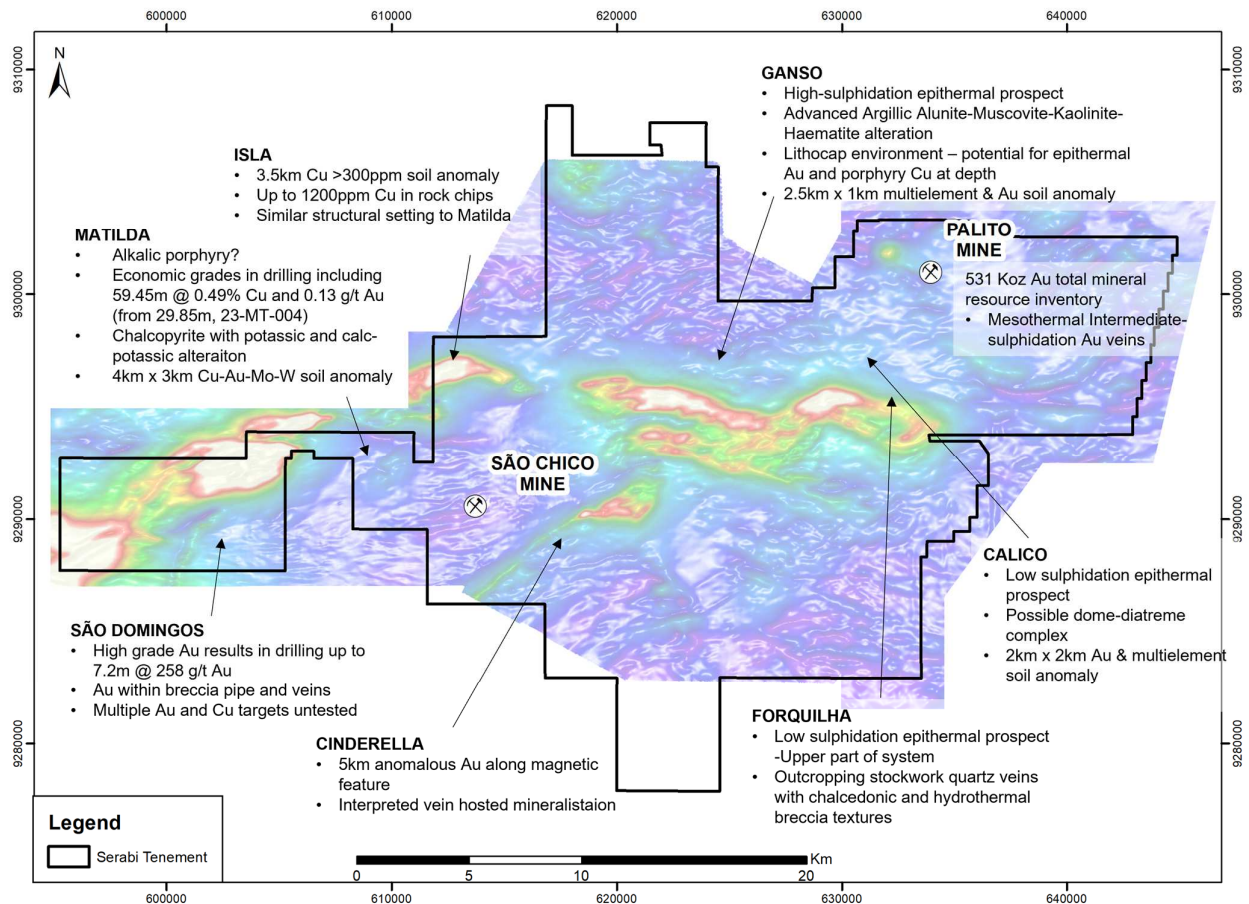 600000
610000
620000
630000
640000
9310000
9310000
N
GANSO
• High-sulphidation epithermal prospect
• Advanced Argillic Alunite-Muscovite-Kaolinite-
Haematite alteration
• Lithocap environment – potential for epithermal
Au and porphyry Cu at depth
• 2.5km x 1km multielement & Au soil anomaly
ISLA
• 3.5km Cu >300ppm soil anomaly
• Up to 1200ppm Cu in rock chips
• Similar structural setting to Matilda
MATILDA
• Alkalic porphyry?
• Economic grades in drilling including
59.45m @ 0.49% Cu and 0.13 g/t Au
(from 29.85m, 23-MT-004)
• Chalcopyrite with potassic and calc-
potassic alteraiton
• 4km x 3km Cu-Au-Mo-W soil anomaly
PALITO
MINE
531 Koz Au total mineral
resource inventory
• Mesothermal Intermediate-
sulphidation Au veins
9300000
9300000
SÃO CHICO
MINE
9290000
9290000
CALICO
• Low sulphidation epithermal
prospect
• Possible dome-diatreme
complex
• 2km x 2km Au & multielement
soil anomaly
SÃO DOMINGOS
• High grade Au results in drilling up to
7.2m @ 258 g/t Au
• Au within breccia pipe and veins
• Multiple Au and Cu targets untested
CINDERELLA
• 5km anomalous Au along magnetic
feature
• Interpreted vein hosted mineralistaion
FORQUILHA
• Low sulphidation epithermal prospect
-Upper part of system
• Outcropping stockwork quartz veins
with chalcedonic and hydrothermal
breccia textures
9280000
9280000
Legend
Serabi Tenement
Km
0
5
10
20
600000
610000
620000
630000
640000